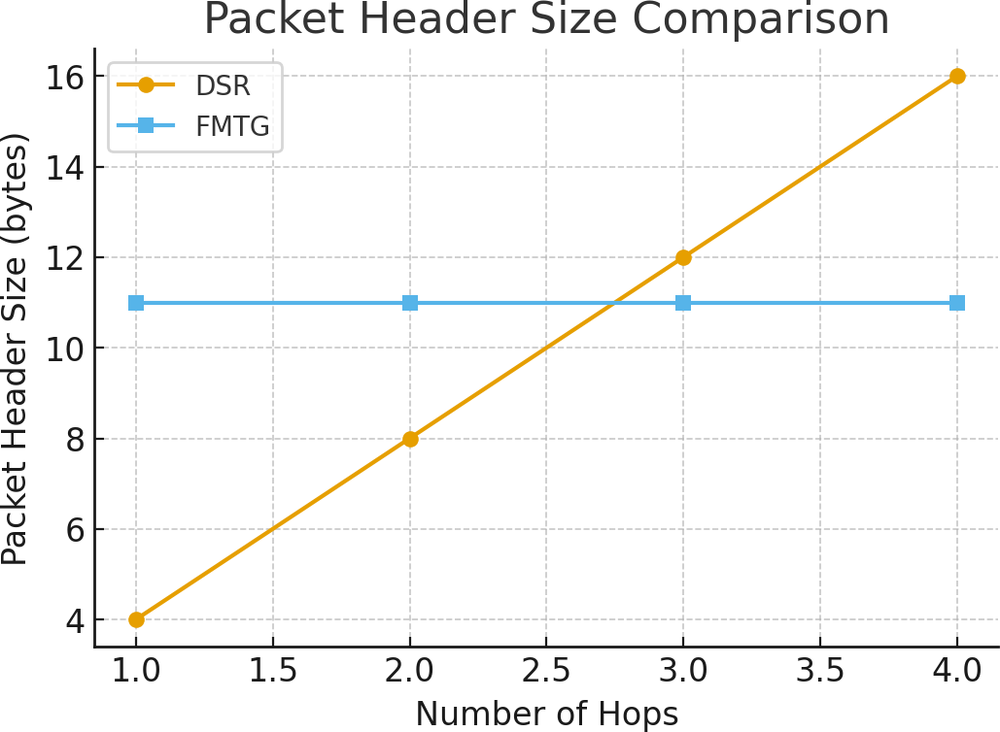 Packet Header Size Comparison
DSR
FMTG
Packet Header Size (bytes)
16
14
12
10
8
6
4
1.0 1.5 2.0 2.5 3.0 3.5 4.0
Number of Hops